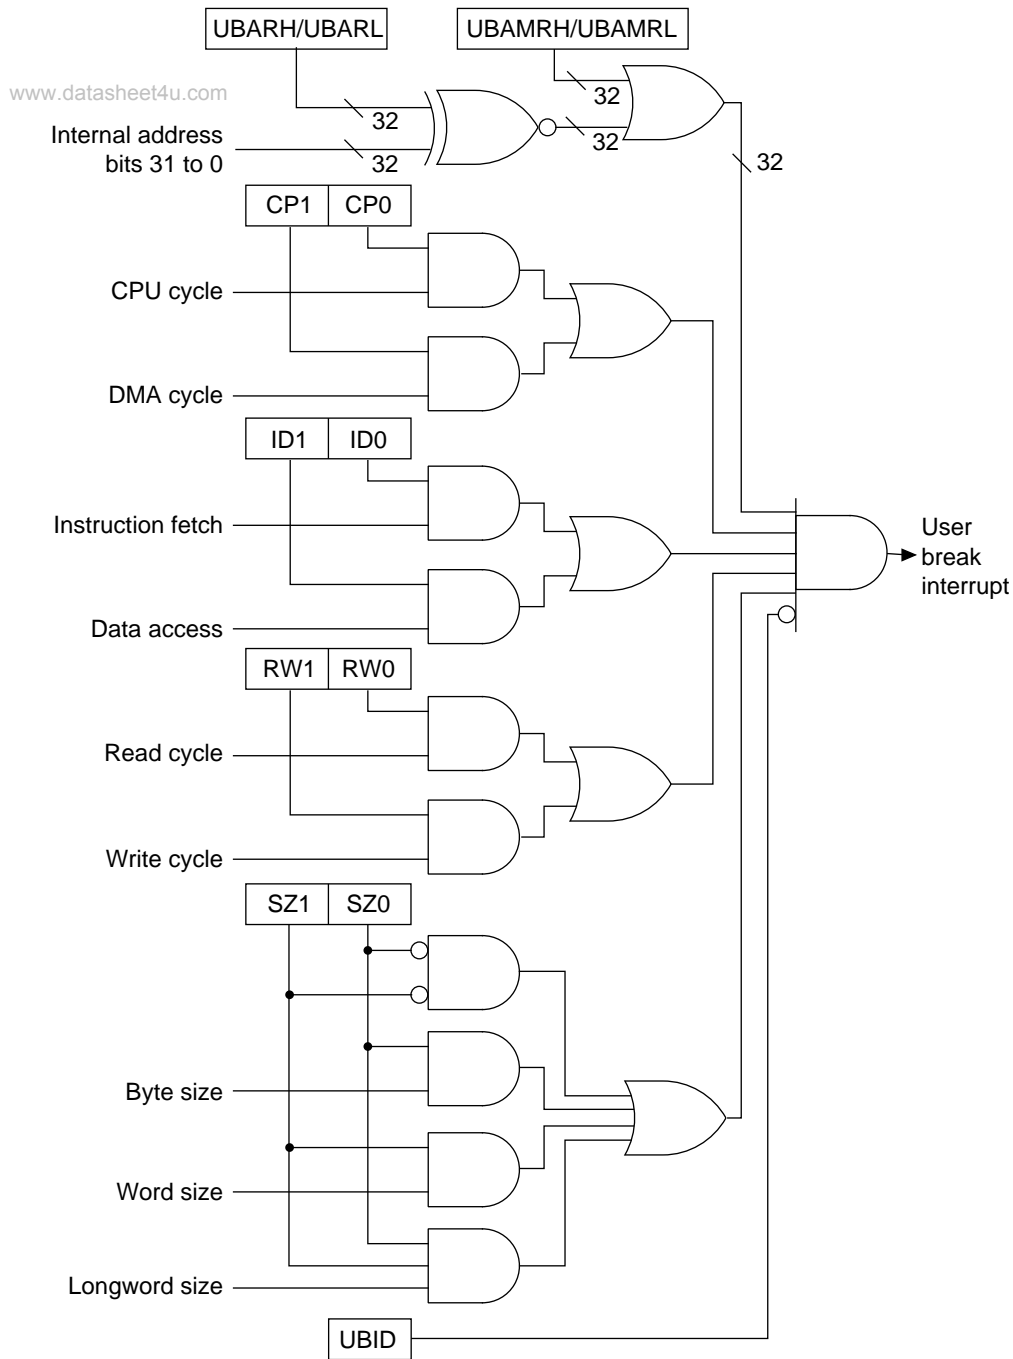 UBARH/UBARL
UBAMRH/UBAMRL
www.datasheet4u.com
32
32
Internal address
bits 31 to 0
32
32
32
CP1 CP0
CPU cycle
DMA cycle
ID1 ID0
Instruction fetch
Data access
User
break
interrupt
RW1 RW0
Read cycle
Write cycle
SZ1 SZ0
Byte size
Word size
Longword size
UBID